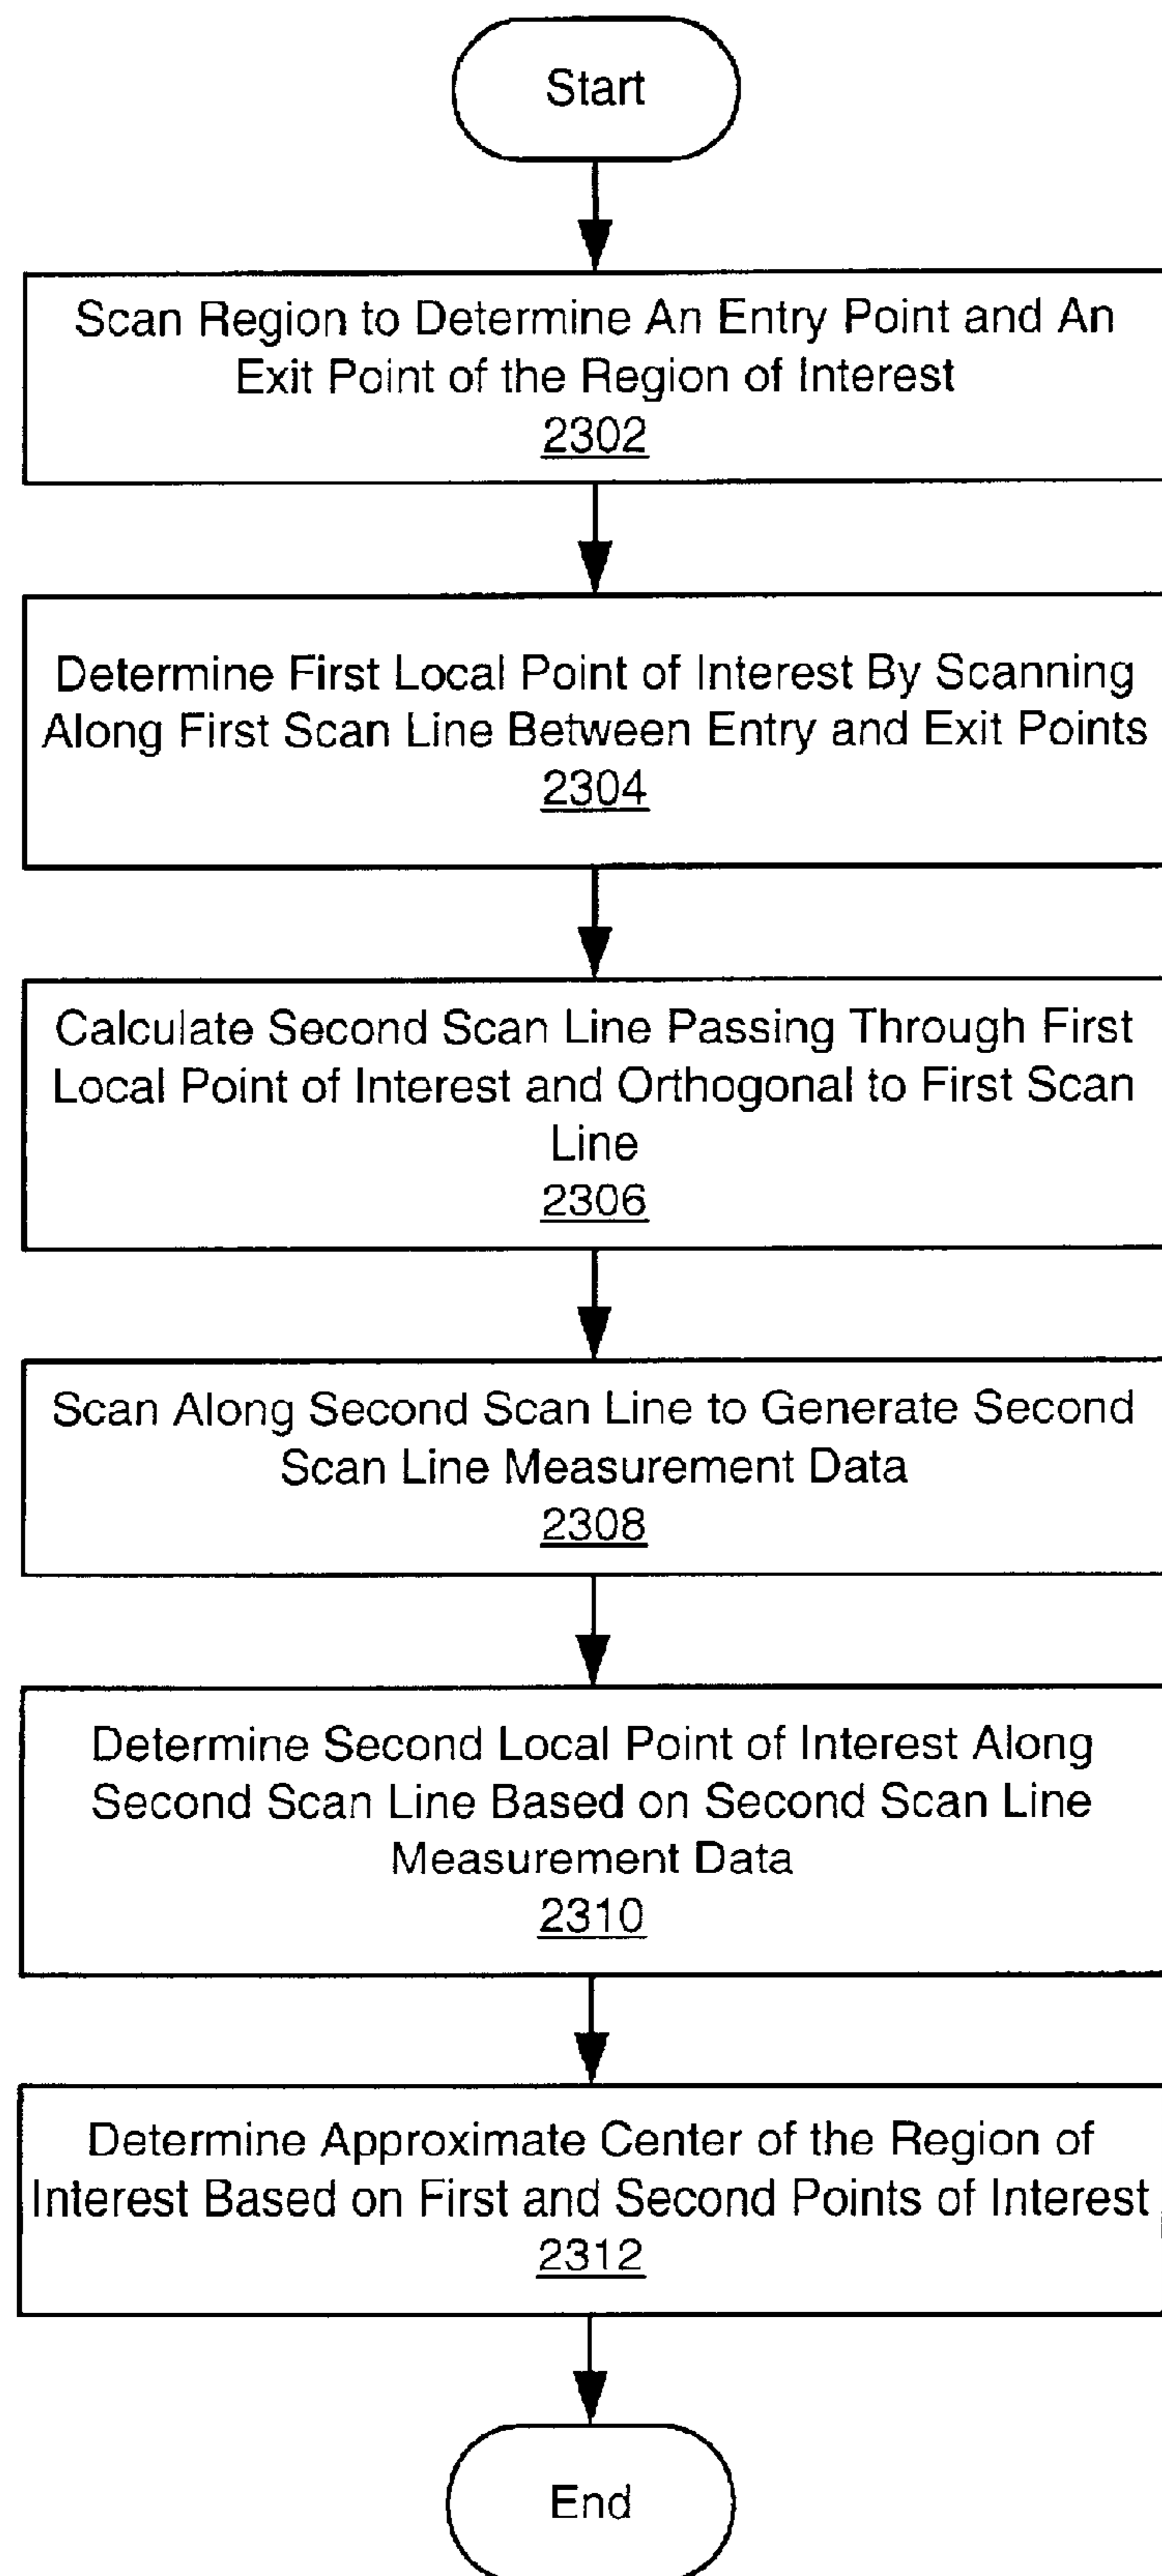 Start
Scan Region to Determine An Entry Point and An
Exit Point of the Region of Interest
2302
Determine First Local Point of Interest By Scanning
Along First Scan Line Between Entry and Exit Points
2304
Calculate Second Scan Line Passing Through First
Local Point of Interest and Orthogonal to First Scan
Line
2306
Scan Along Second Scan Line to Generate Second
Scan Line Measurement Data
2308
Determine Second Local Point of Interest Along
Second Scan Line Based on Second Scan Line
Measurement Data
2310
Determine Approximate Center of the Region of
Interest Based on First and Second Points of Interest
2312
End